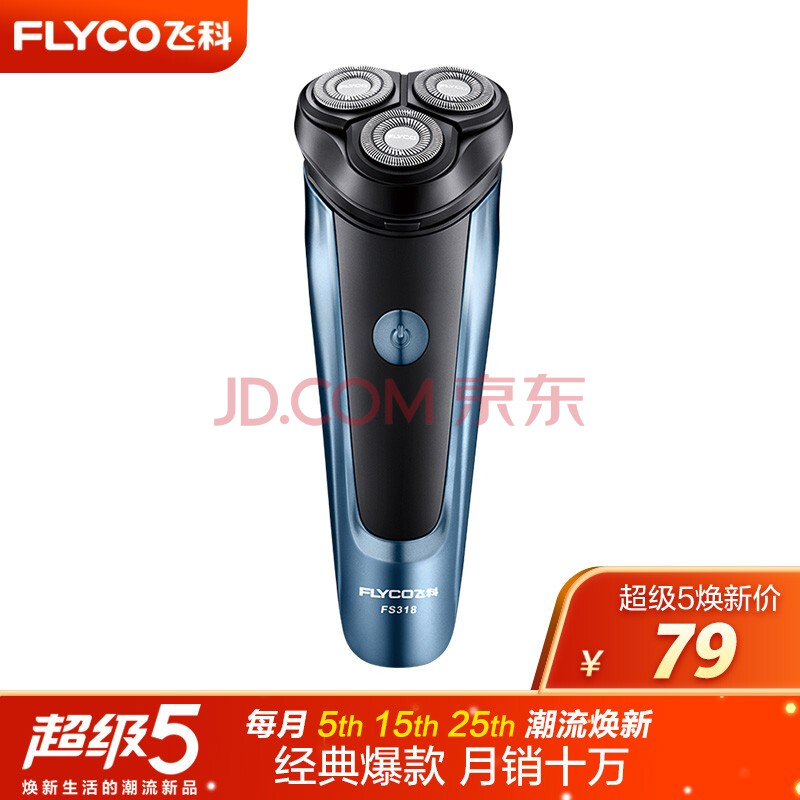 FLYCO飞科
FLYCO
FLYCO
FLYCO
JD.COM 京东
FLYCO飞科
FS318
超级5焕新价
¥ 79
超级5
焕新生活的潮流新品
每月 5th 15th 25th 潮流焕新
经典爆款 月销十万